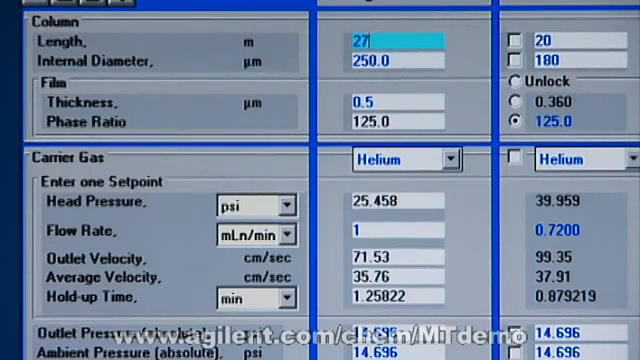 Column
Length, m 27 20
Internal Diameter, µm 250.0 180
Film Unlock
Thickness, µm 0.5 0.360
Phase Ratio 125.0 125.0
Carrier Gas Helium Helium
Enter one Setpoint
Head Pressure, psi 25.458 39.959
Flow Rate, mLn/min 1 0.7200
Outlet Velocity, cm/sec 71.53 99.35
Average Velocity, cm/sec 35.76 37.91
Hold-up Time, min 1.25822 0.879219
Outlet Pressure (absolute), psi 14.696 14.696
www.agilent.com/chem/MTdemo
Ambient Pressure (absolute), psi 14.696 14.696